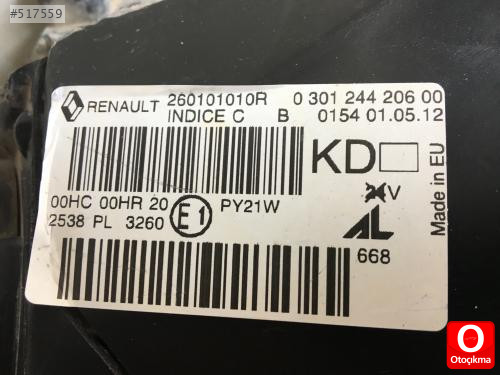 #517559
RENAULT 260101010R 0 301 244 206 00
INDICE C B 0154 01.05.12
KD
Made in EU
00HC 00HR 20 E1 PY21W
2538 PL 3260
V
AL
668
O
Otoçıkma